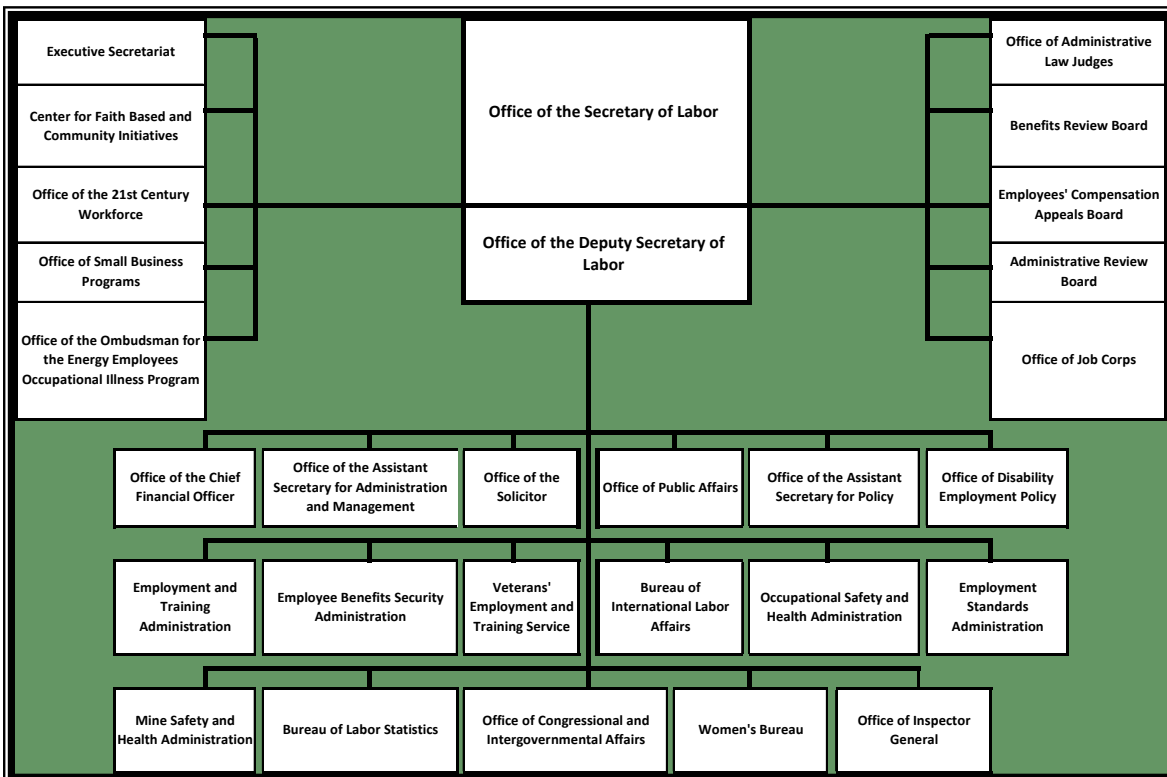 Executive Secretariat
Center for Faith Based and
Community Initiatives
Office of the 21st Century
Workforce
Office of Small Business
Programs
Office of the Ombudsman for
the Energy Employees
Occupational Illness Program
Office of the Secretary of Labor
Office of the Deputy Secretary of
Labor
Office of Administrative
Law Judges
Benefits Review Board
Employees' Compensation
Appeals Board
Administrative Review
Board
Office of Job Corps
Office of the Chief
Financial Officer
Office of the Assistant
Secretary for Administration
and Management
Office of the
Solicitor
Office of Public Affairs
Office of the Assistant
Secretary for Policy
Office of Disability
Employment Policy
Employment and
Training
Administration
Employee Benefits Security
Administration
Veterans'
Employment and
Training Service
Bureau of
International Labor
Affairs
Occupational Safety and
Health Administration
Employment
Standards
Administration
Mine Safety and
Health Administration
Bureau of Labor Statistics
Office of Congressional and
Intergovernmental Affairs
Women's Bureau
Office of Inspector
General